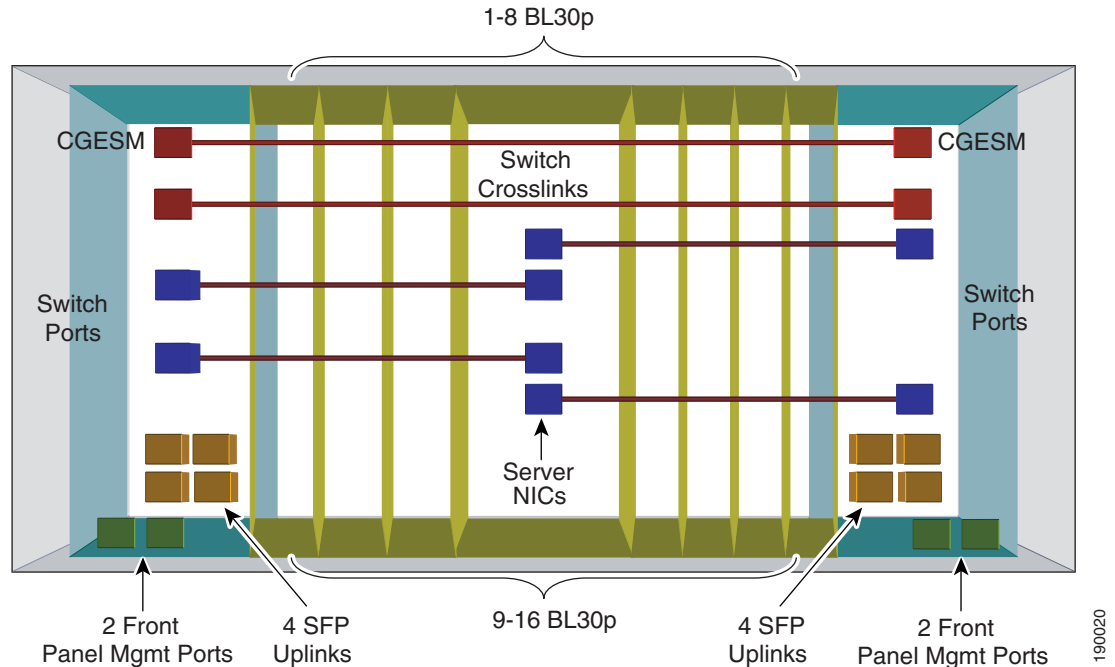 1-8 BL30p
CGESM
CGESM
Switch
Crosslinks
Switch
Ports
Switch
Ports
Server
NICs
9-16 BL30p
2 Front
Panel Mgmt Ports
4 SFP
Uplinks
4 SFP
Uplinks
2 Front
Panel Mgmt Ports
190020